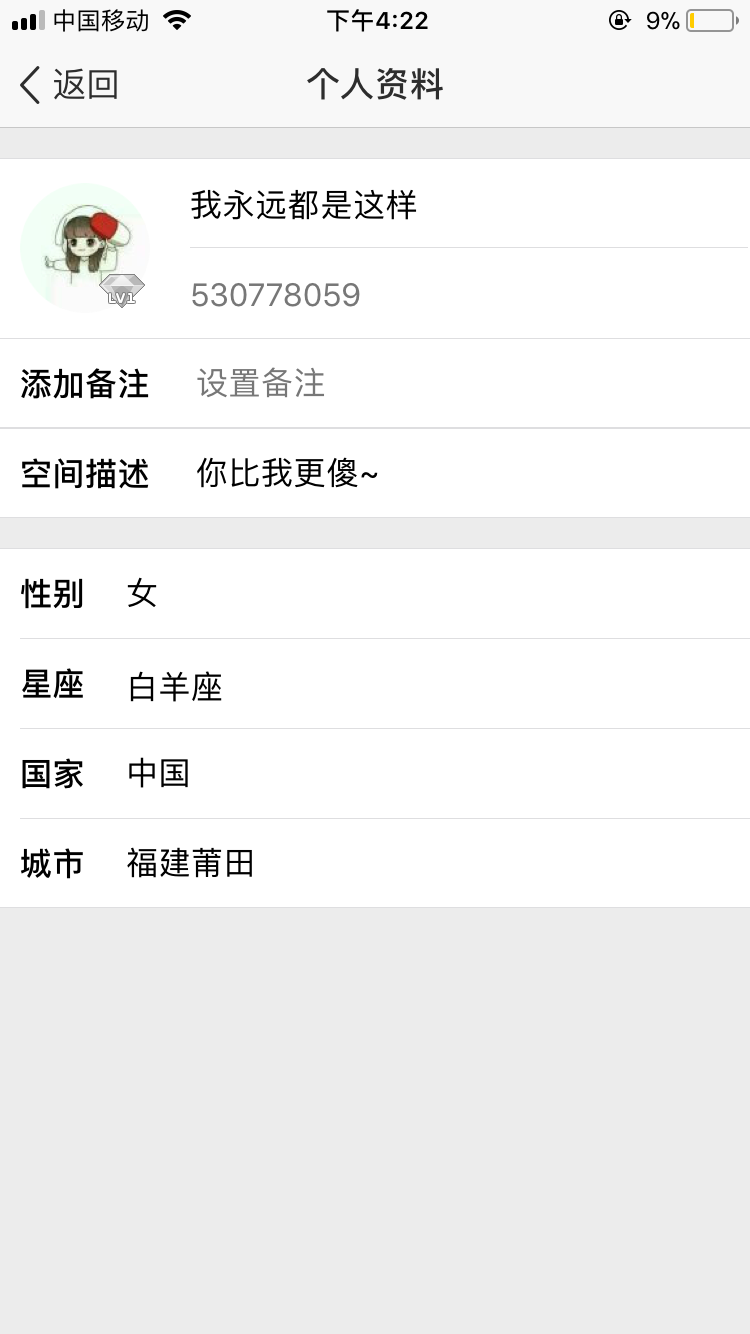 中国移动 下午4:22 9%
返回 个人资料
我永远都是这样
LV1
530778059
添加备注 设置备注
空间描述 你比我更傻~
性别 女
星座 白羊座
国家 中国
城市 福建莆田